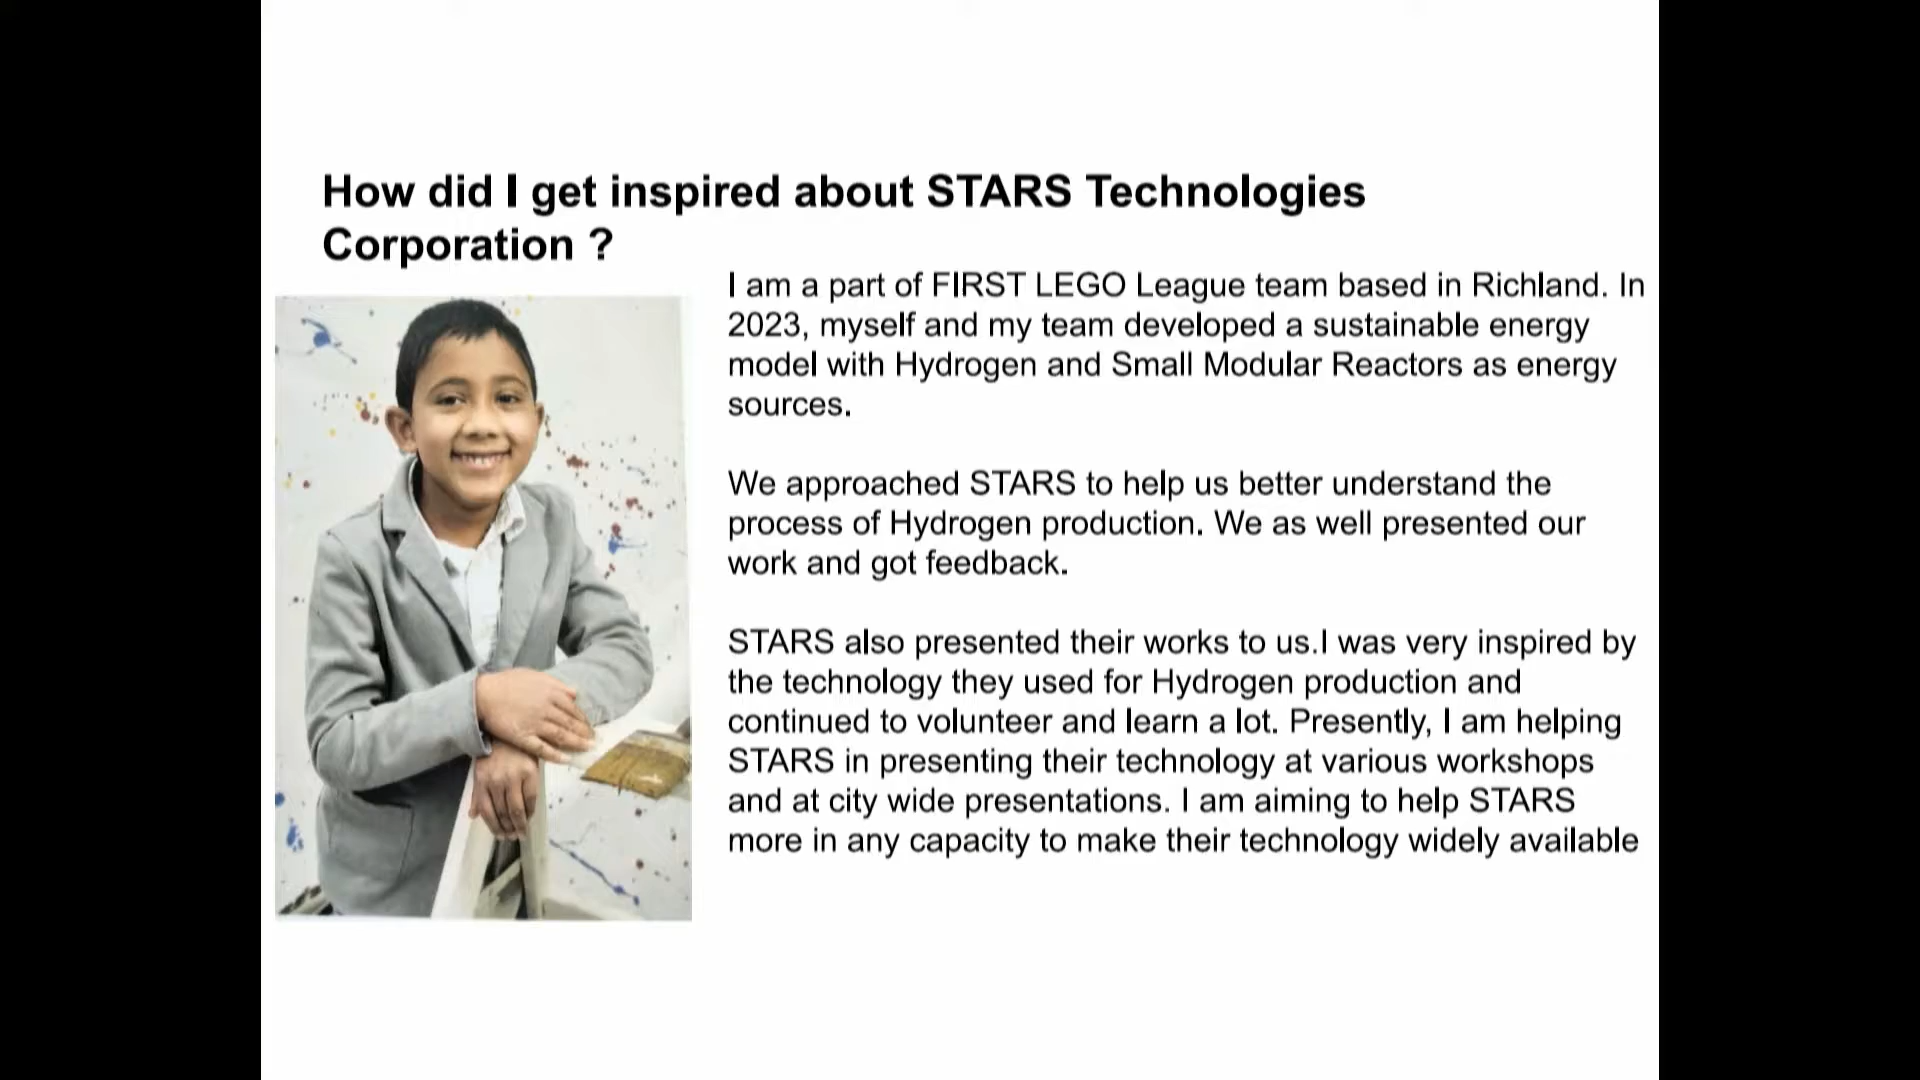 How did I get inspired about STARS Technologies
Corporation ?
I am a part of FIRST LEGO League team based in Richland. In
2023, myself and my team developed a sustainable energy
model with Hydrogen and Small Modular Reactors as energy
sources.
We approached STARS to help us better understand the
process of Hydrogen production. We as well presented our
work and got feedback.
STARS also presented their works to us.I was very inspired by
the technology they used for Hydrogen production and
continued to volunteer and learn a lot. Presently, I am helping
STARS in presenting their technology at various workshops
and at city wide presentations. I am aiming to help STARS
more in any capacity to make their technology widely available